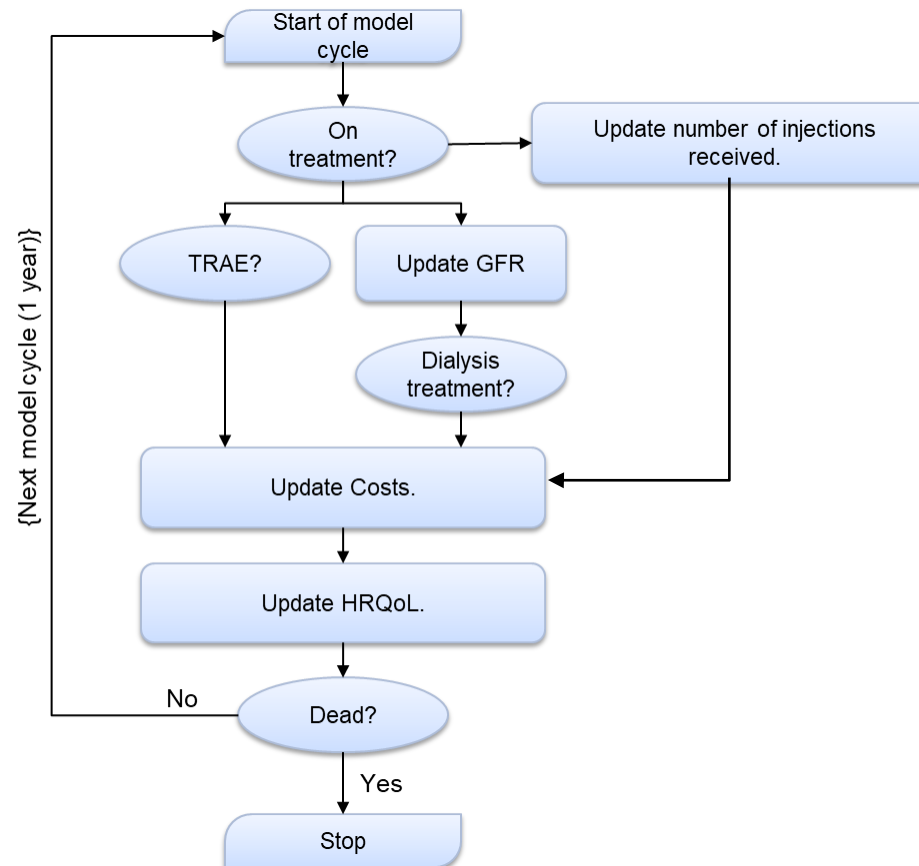 Start of model
cycle
On
treatment?
Update number of injections
received.
TRAE?
Update GFR
{Next model cycle (1 year)}
Dialysis
treatment?
Update Costs.
Update HRQoL.
No
Dead?
Yes
Stop